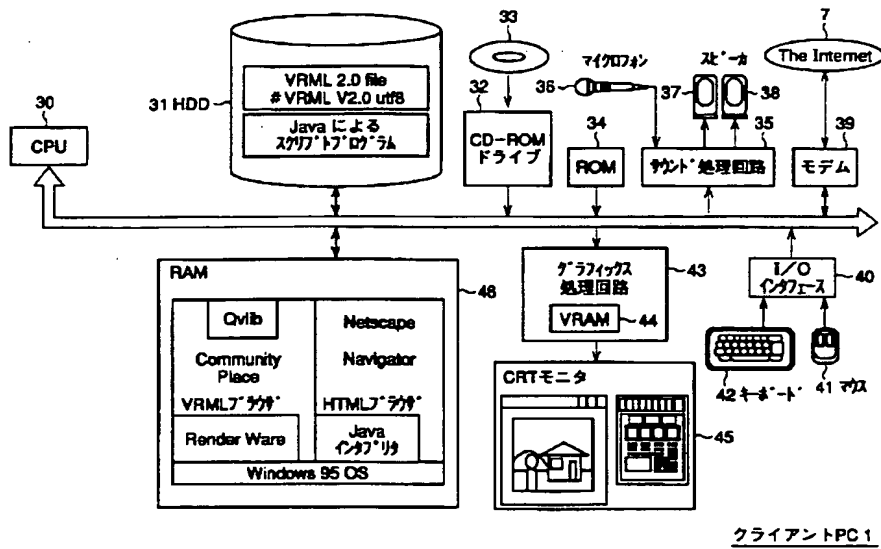 33
7
マイクロフォン
スピーカ
The Internet
36
37
38
30
CPU
31 HDD
VRML 2.0 file
# VRML V2.0 utf8
Java による
スクリプトプログラム
32
CD-ROM
ドライブ
34
ROM
35
サウンド処理回路
39
モデム
RAM
46
Qvlib
Community
Place
VRMLブラウザ
Render Ware
Netscape
Navigator
HTMLブラウザ
Java
インタプリタ
Windows 95 OS
グラフィックス
処理回路
43
VRAM
44
I/O
インタフェース
40
42 キーボード
41 マウス
CRTモニタ
45
クライアントPC 1